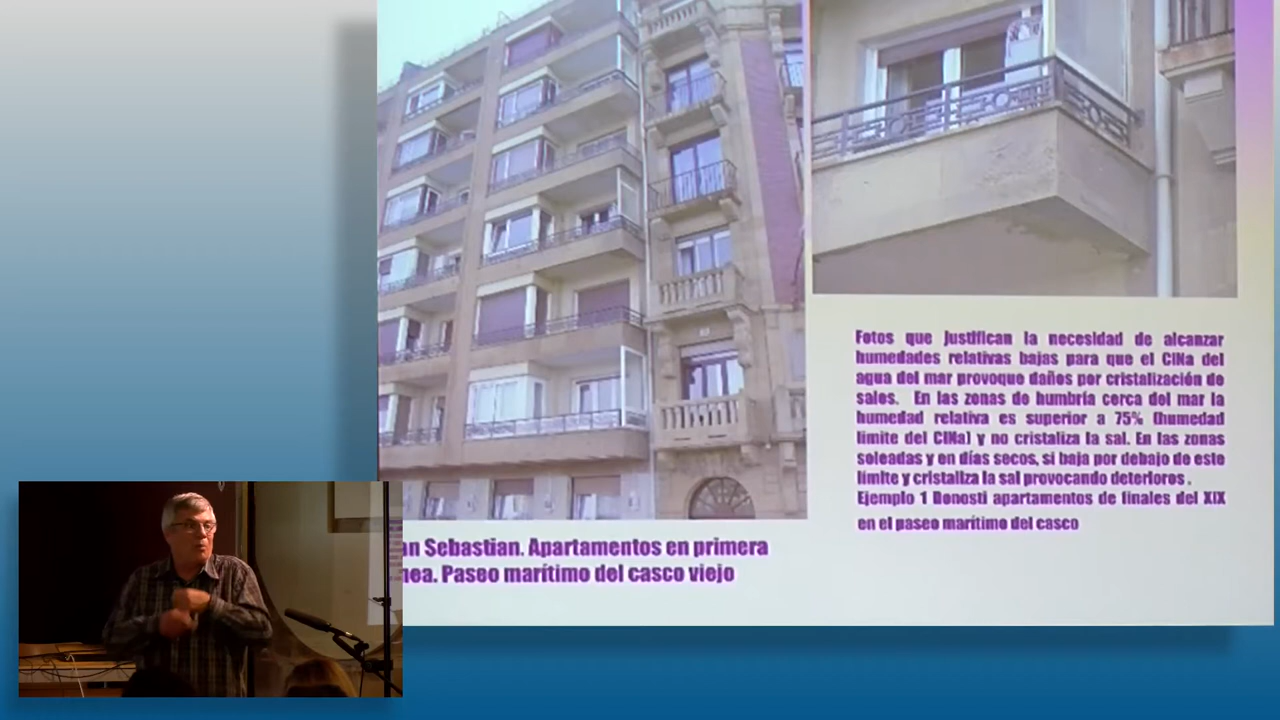 Fotos que justifican la necesidad de alcanzar
humedades relativas bajas para que el ClNa del
agua del mar provoque daños por cristalización de
sales. En las zonas de humbría cerca del mar la
humedad relativa es superior a 75% (humedad
limite del ClNa) y no cristaliza la sal. En las zonas
soleadas y en días secos, si baja por debajo de este
limite y cristaliza la sal provocando deterioros .
Ejemplo 1 Donosti apartamentos de finales del XIX
en el paseo marítimo del casco
an Sebastian. Apartamentos en primera
nea. Paseo marítimo del casco viejo